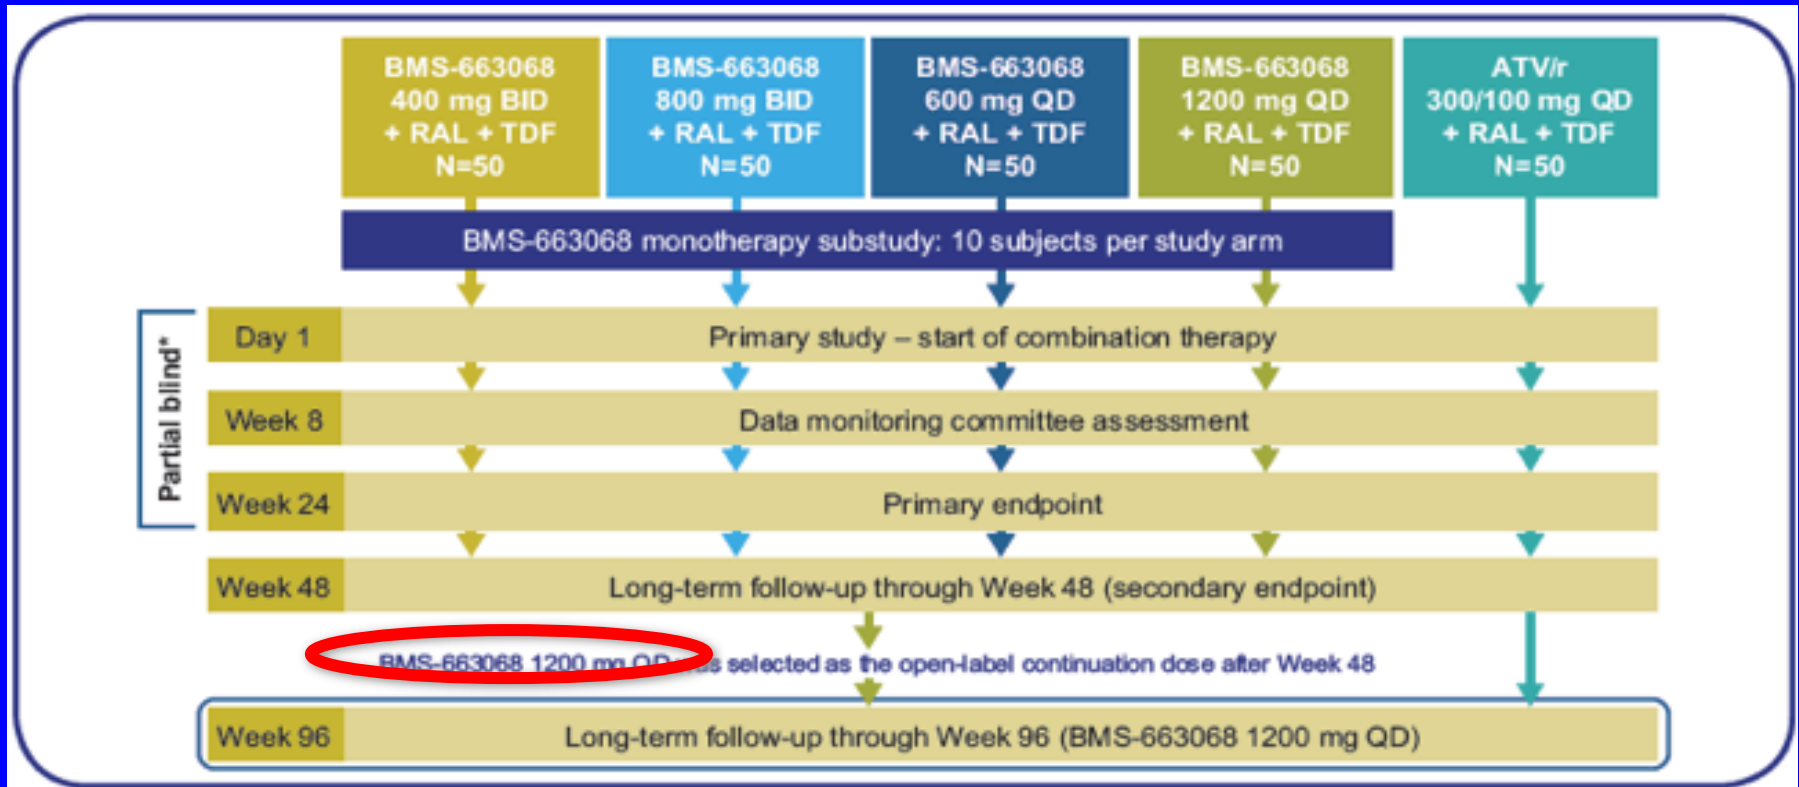 BMS-663068
400 mg BID
+ RAL + TDF
N=50
BMS-663068
800 mg BID
+ RAL + TDF
N=50
BMS-663068
600 mg QD
+ RAL + TDF
N=50
BMS-663068
1200 mg QD
+ RAL + TDF
N=50
ATV/r
300/100 mg QD
+ RAL + TDF
N=50
BMS-663068 monotherapy substudy: 10 subjects per study arm
Partial blind*
Day 1 Primary study – start of combination therapy
Week 8 Data monitoring committee assessment
Week 24 Primary endpoint
Week 48 Long-term follow-up through Week 48 (secondary endpoint)
BMS-663068 1200 mg QD was selected as the open-label continuation dose after Week 48
Week 96 Long-term follow-up through Week 96 (BMS-663068 1200 mg QD)